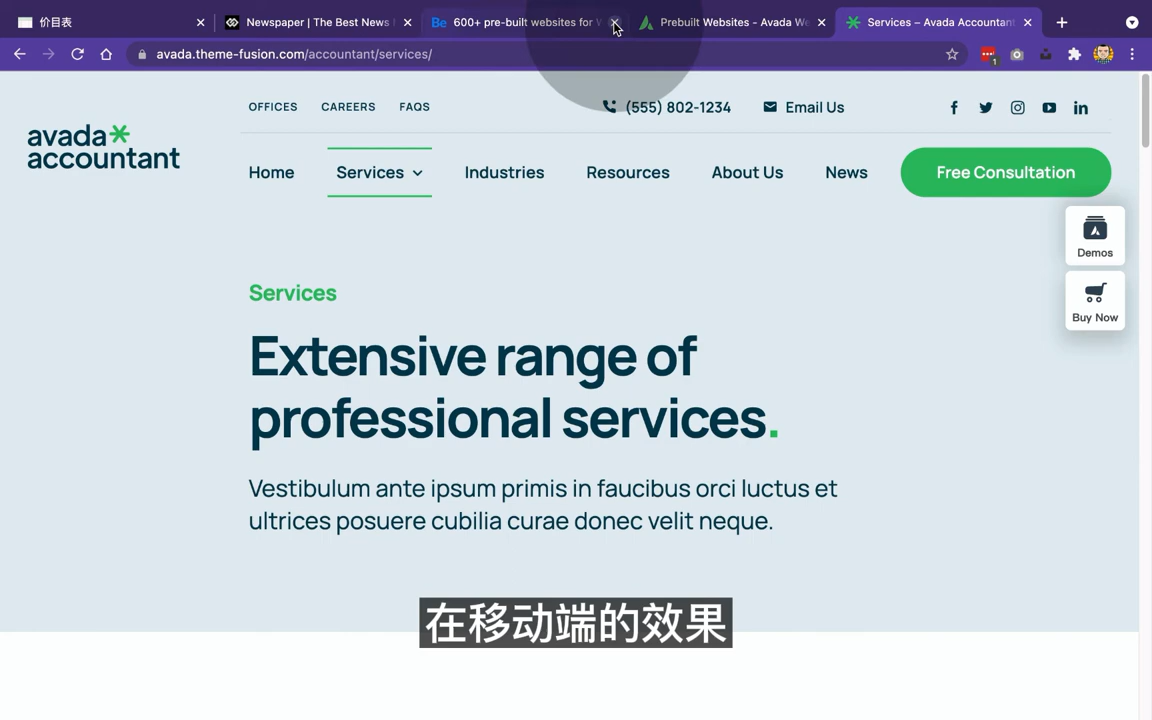 价目表
Newspaper | The Best News
600+ pre-built websites for W
Prebuilt Websites - Avada We
Services – Avada Accountant
avada.theme-fusion.com/accountant/services/
OFFICES CAREERS FAQS
(555) 802-1234 Email Us
avada accountant
Home Services Industries Resources About Us News Free Consultation
Demos
Buy Now
Services
Extensive range of
professional services.
Vestibulum ante ipsum primis in faucibus orci luctus et
ultrices posuere cubilia curae donec velit neque.
在移动端的效果